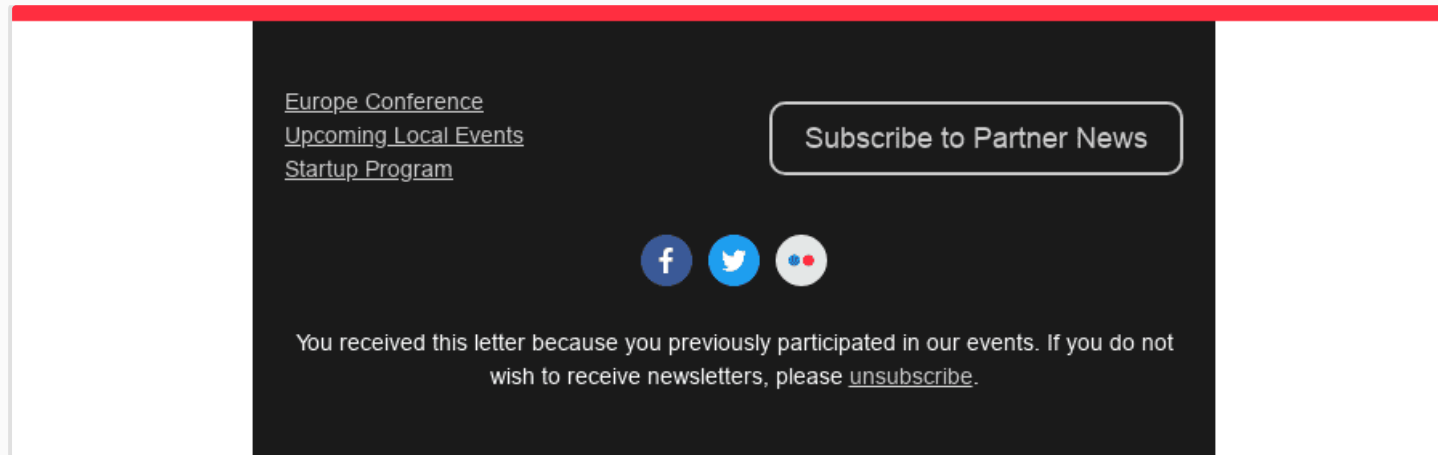 Europe Conference
Upcoming Local Events
Startup Program
Subscribe to Partner News
You received this letter because you previously participated in our events. If you do not
wish to receive newsletters, please unsubscribe.